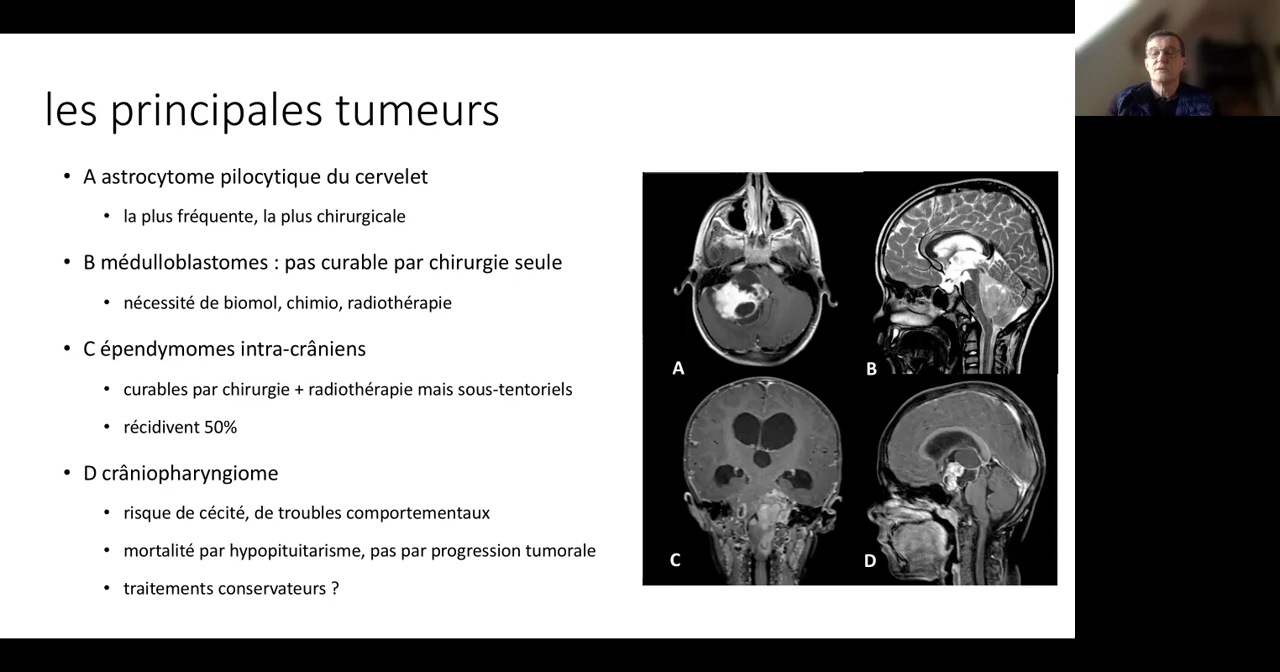 les principales tumeurs
• A astrocytome pilocytique du cervelet
• la plus fréquente, la plus chirurgicale
• B médulloblastomes : pas curable par chirurgie seule
• nécessité de biomol, chimio, radiothérapie
• C épendymomes intra-crâniens
• curables par chirurgie + radiothérapie mais sous-tentoriels
• récidivent 50%
• D crâniopharyngiome
• risque de cécité, de troubles comportementaux
• mortalité par hypopituitarisme, pas par progression tumorale
• traitements conservateurs ?
A
B
C
D